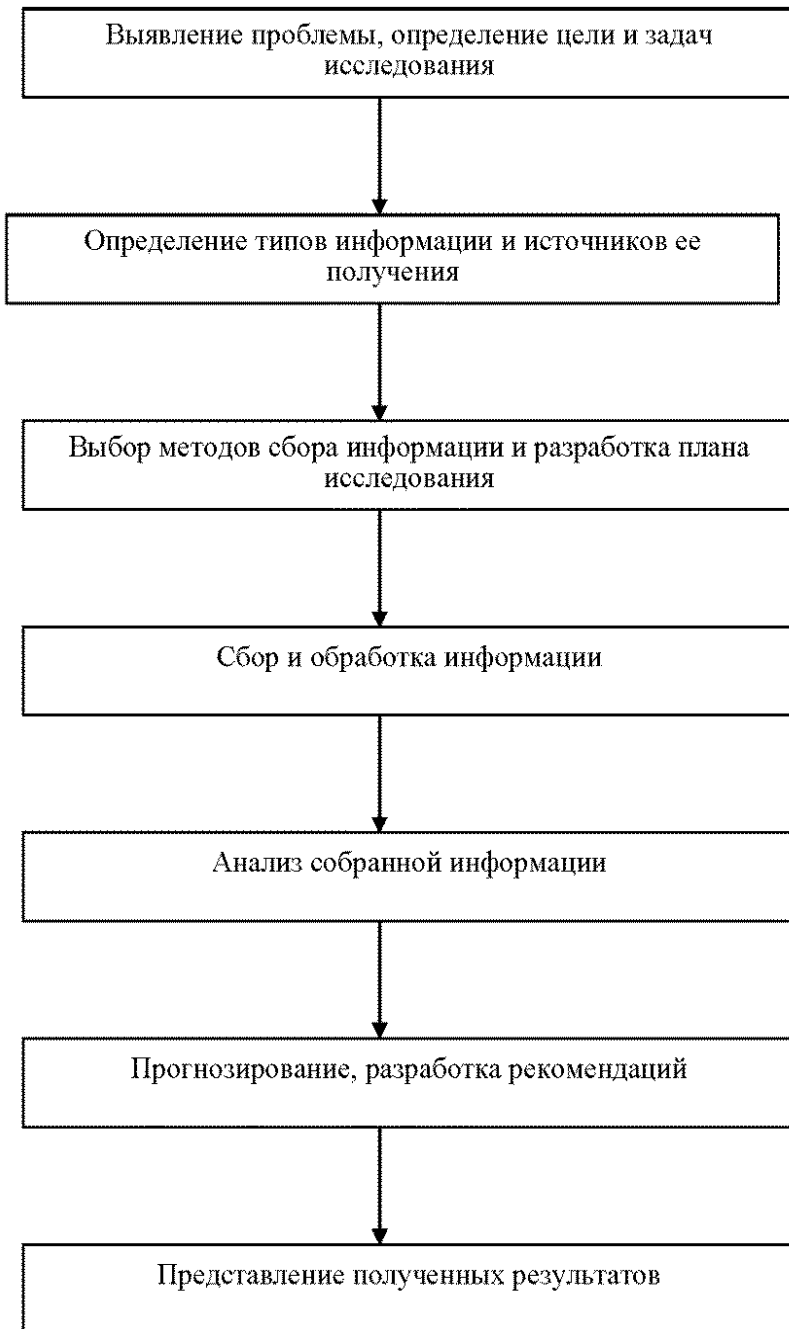 Выявление проблемы, определение цели и задач
исследования
Определение типов информации и источников ее
получения
Выбор методов сбора информации и разработка плана
исследования
Сбор и обработка информации
Анализ собранной информации
Прогнозирование, разработка рекомендаций
Представление полученных результатов